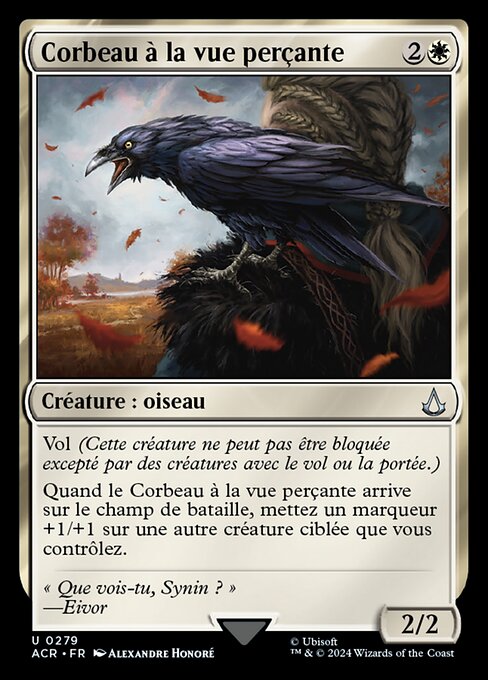 Corbeau à la vue perçante 2
Créature : oiseau
Vol (Cette créature ne peut pas être bloquée
excepté par des créatures avec le vol ou la portée.)
Quand le Corbeau à la vue perçante arrive
sur le champ de bataille, mettez un marqueur
+1/+1 sur une autre créature ciblée que vous
contrôlez.
« Que vois-tu, Synin ? »
—Eivor
2/2
U 0279
ACR • FR Alexandre Honoré
© Ubisoft
™ & © 2024 Wizards of the Coast